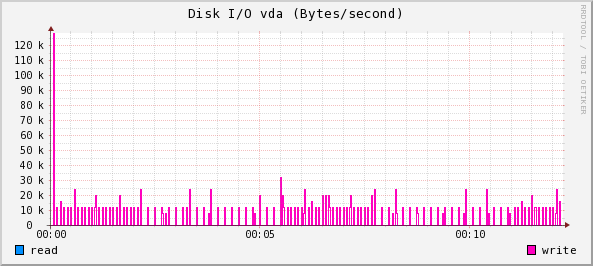 Disk I/O vda (Bytes/second)
RRDTOOL / TOBI OETIKER
120 k
110 k
100 k
90 k
80 k
70 k
60 k
50 k
40 k
30 k
20 k
10 k
0
00:00 00:05 00:10
read write